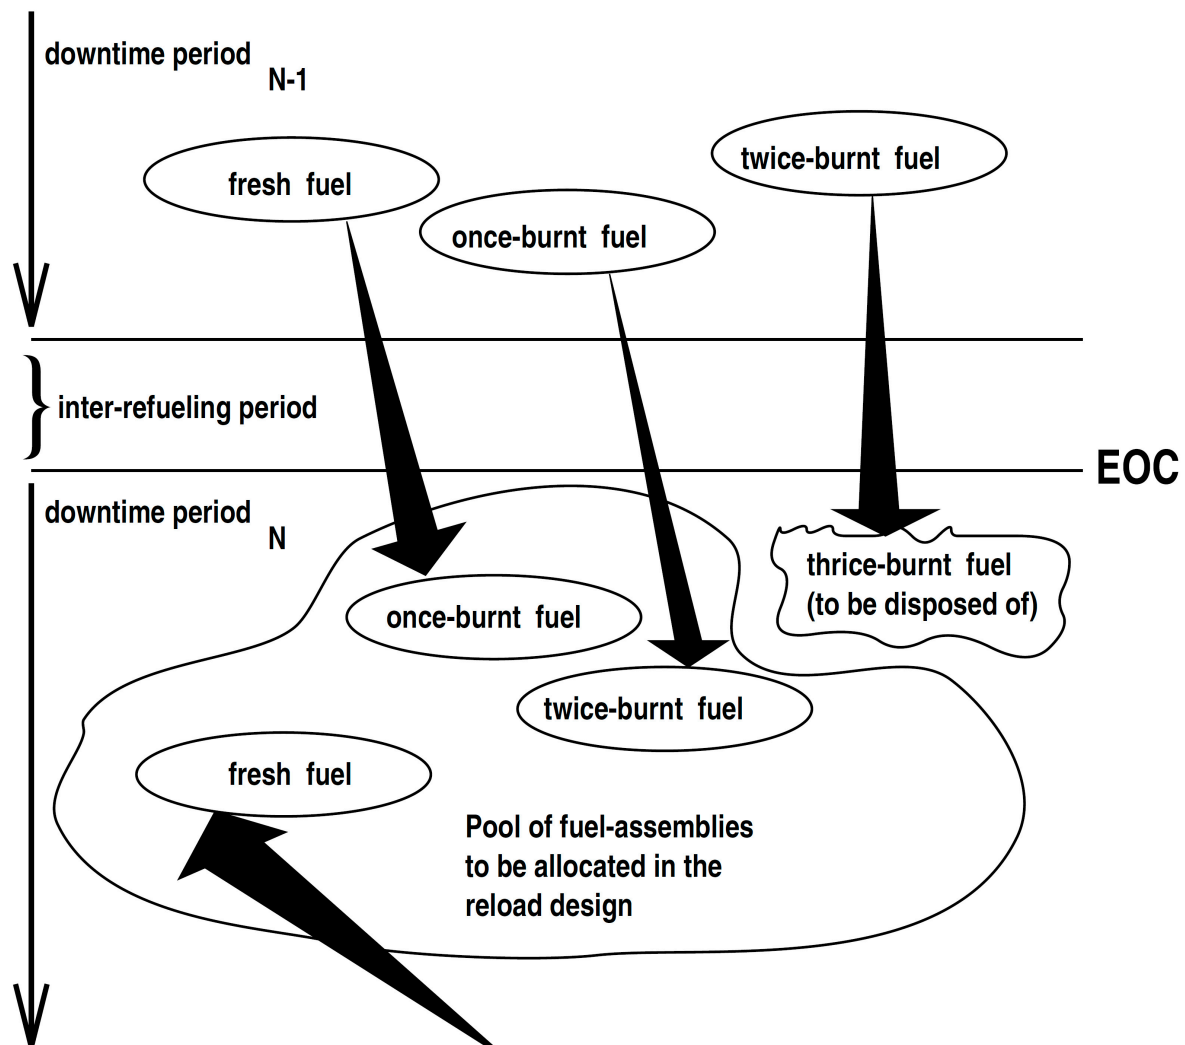 downtime period
N-1
fresh fuel
once-burnt fuel
twice-burnt fuel
inter-refueling period
EOC
downtime period
N
thrice-burnt fuel
(to be disposed of)
once-burnt fuel
twice-burnt fuel
fresh fuel
Pool of fuel-assemblies
to be allocated in the
reload design